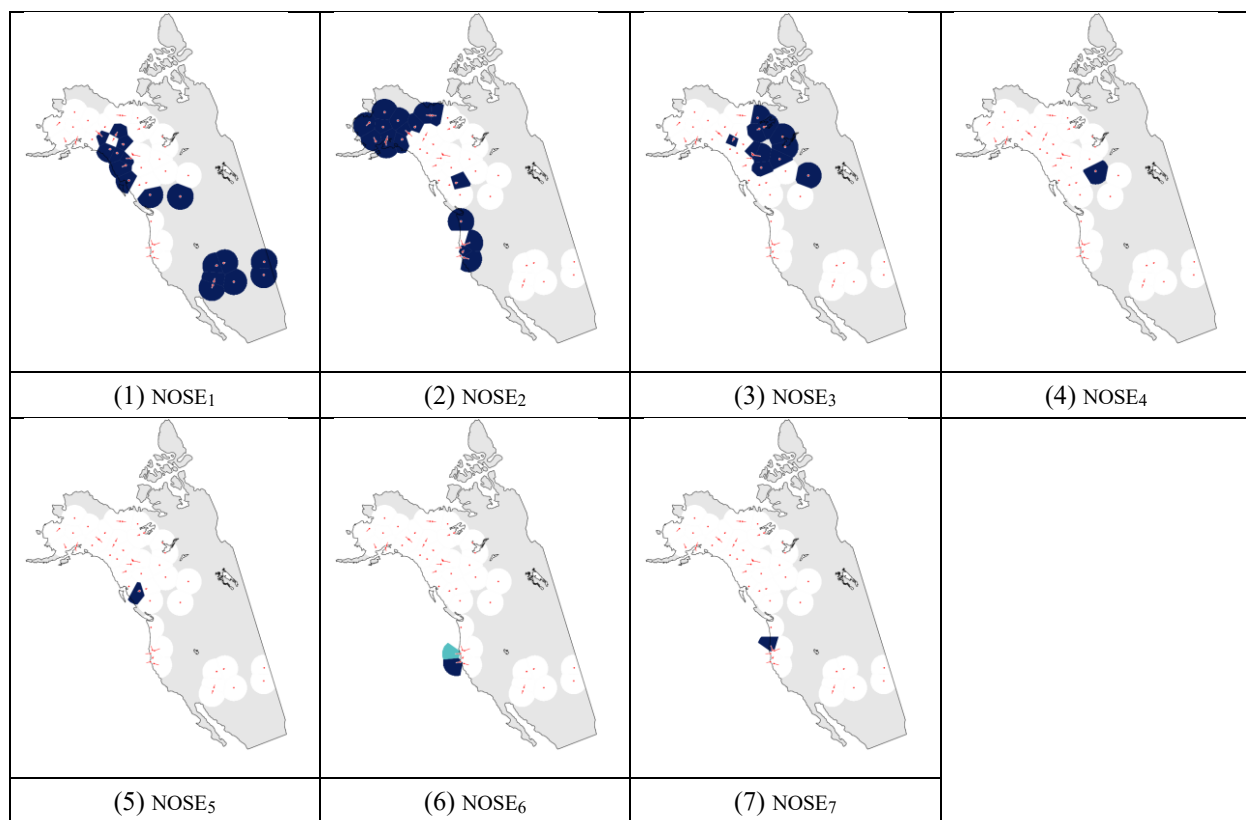 (1) NOSE₁ (2) NOSE₂ (3) NOSE₃ (4) NOSE₄
(5) NOSE₅ (6) NOSE₆ (7) NOSE₇